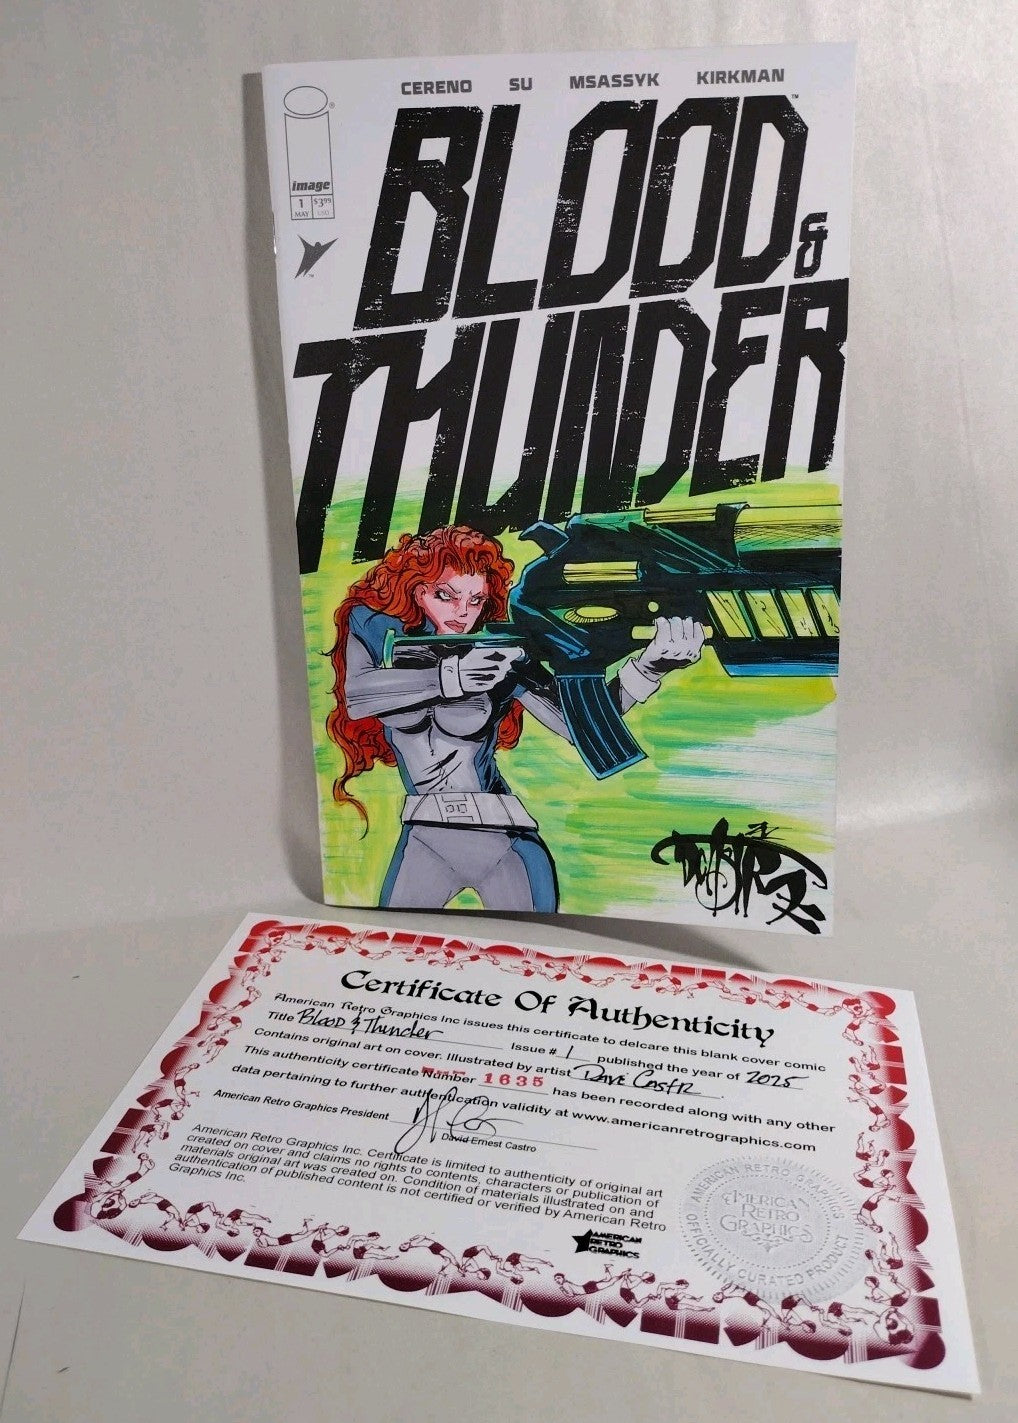 CERENO SU MSASSYK KIRKMAN
BLOOD &
THUNDER™
image®
1 $3.99
MAY USD
Certificate Of Authenticity
American Retro Graphics Inc issues this certificate to delcare this blank cover comic
Title Blood & Thunder Issue # 1 published the year of 2025
Contains original art on cover. Illustrated by artist Dave Castr
This authenticity certificate Number 1635 has been recorded along with any other
data pertaining to further authentication validity at www.americanretrographics.com
American Retro Graphics President
David Ernest Castro
American Retro Graphics Inc. Certificate is limited to authenticity of original art
created on cover and claims no rights to contents, characters or publication of
materials original art was created on. Condition of materials illustrated on and
authentication of published content is not certified or verified by American Retro
Graphics Inc.
AMERICAN
RETRO
GRAPHICS
AMERICAN RETRO GRAPHICS
AMERICAN
RETRO
GRAPHICS
OFFICIALLY CURATED PRODUCT